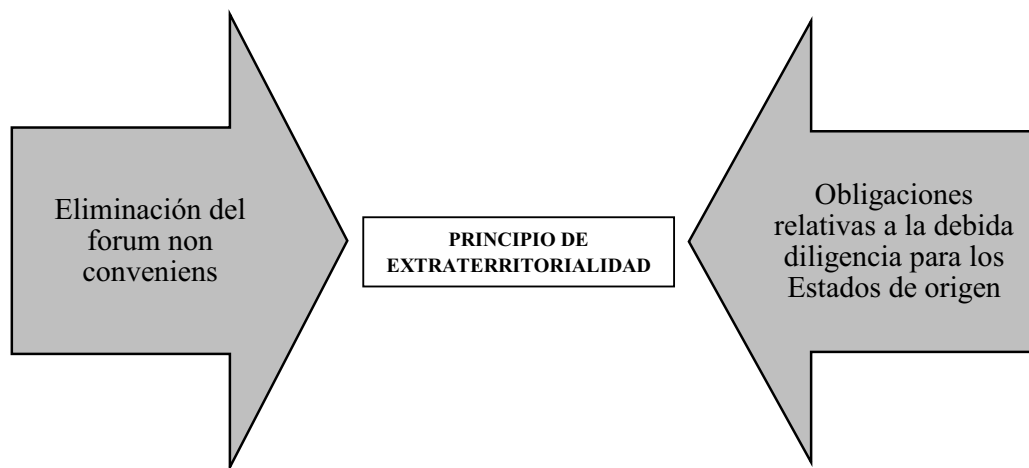 Eliminación del
forum non
conveniens
PRINCIPIO DE
EXTRATERRITORIALIDAD
Obligaciones
relativas a la debida
diligencia para los
Estados de origen